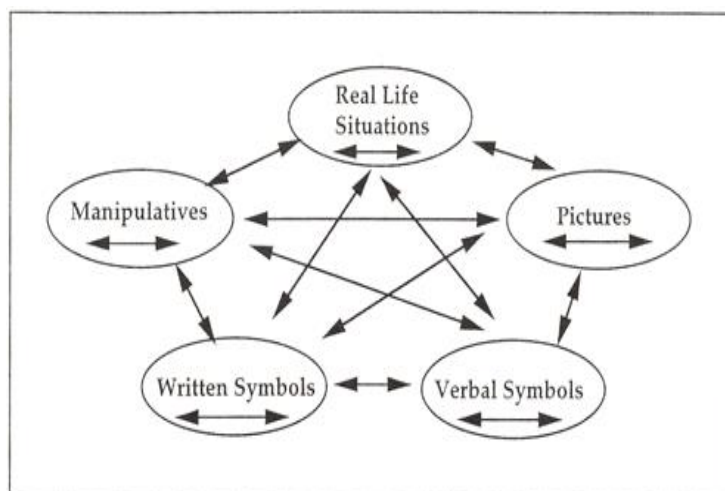 Real Life
Situations
Manipulatives
Pictures
Written Symbols
Verbal Symbols